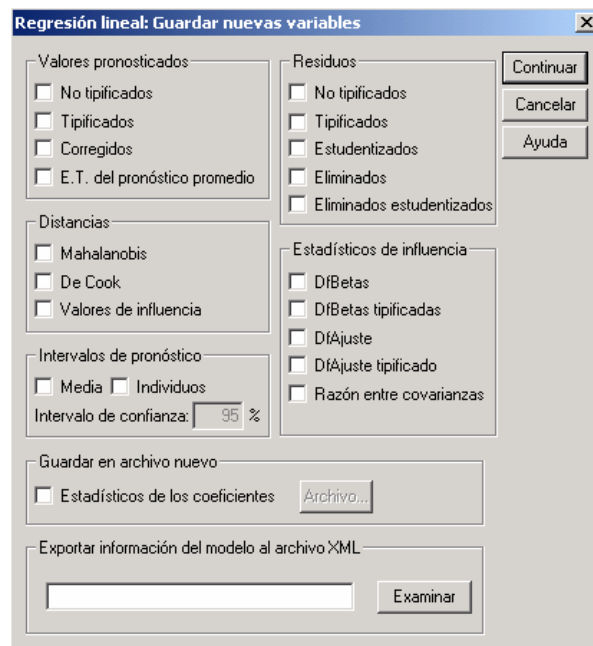 Regresión lineal: Guardar nuevas variables
Valores pronosticados
No tipificados
Tipificados
Corregidos
E.T. del pronóstico promedio
Residuos
No tipificados
Tipificados
Estudentizados
Eliminados
Eliminados estudentizados
Continuar
Cancelar
Ayuda
Distancias
Mahalanobis
De Cook
Valores de influencia
Estadísticos de influencia
DfBetas
DfBetas tipificadas
DfAjuste
DfAjuste tipificado
Razón entre covarianzas
Intervalos de pronóstico
Media Individuos
Intervalo de confianza: 95 %
Guardar en archivo nuevo
Estadísticos de los coeficientes Archivo...
Exportar información del modelo al archivo XML
Examinar